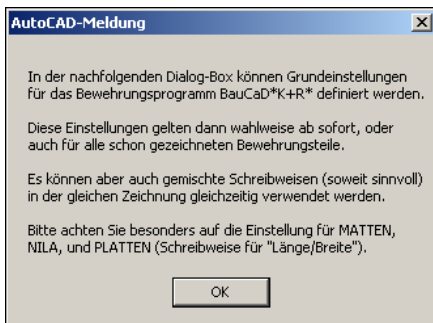 AutoCAD-Meldung
In der nachfolgenden Dialog-Box können Grundeinstellungen
für das Bewehrungsprogramm BauCaD*K+R* definiert werden.
Diese Einstellungen gelten dann wahlweise ab sofort, oder
auch für alle schon gezeichneten Bewehrungsteile.
Es können aber auch gemischte Schreibweisen (soweit sinnvoll)
in der gleichen Zeichnung gleichzeitig verwendet werden.
Bitte achten Sie besonders auf die Einstellung für MATTEN,
NILA, und PLATTEN (Schreibweise für "Länge/Breite").
OK